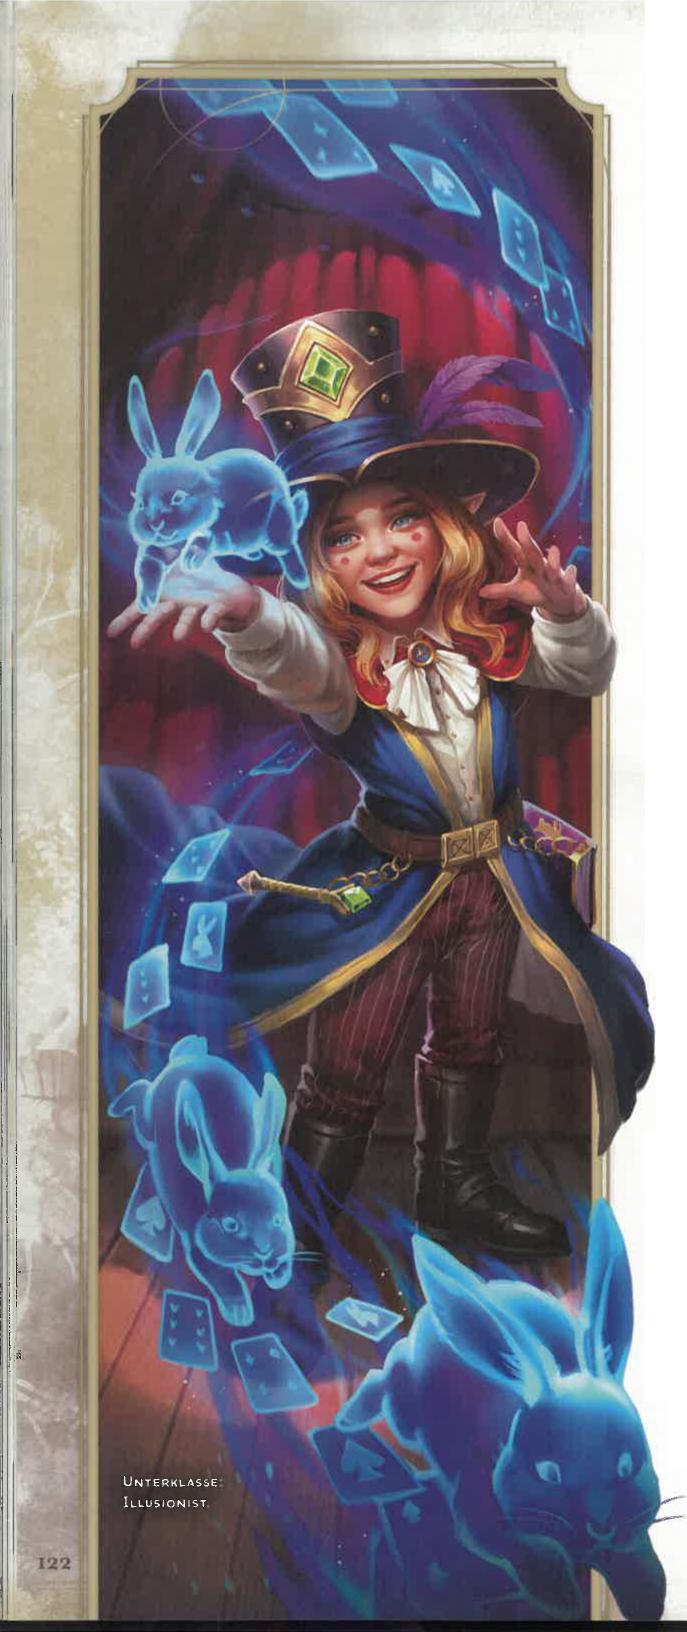 UNTERKLASSE:
ILLUSIONIST.
122